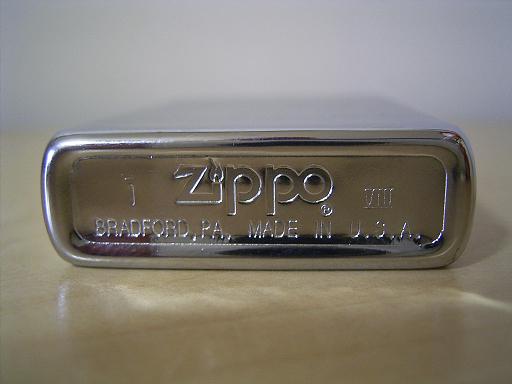 I Zippo® VIII
BRADFORD, PA. MADE IN U.S.A.